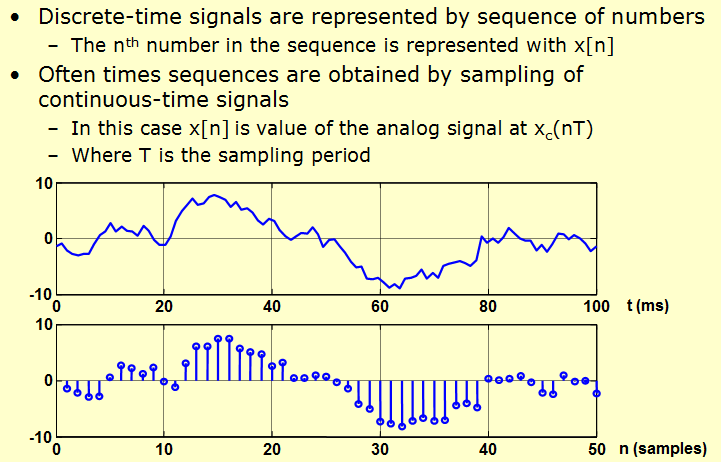 • Discrete-time signals are represented by sequence of numbers
– The nth number in the sequence is represented with x[n]
• Often times sequences are obtained by sampling of
continuous-time signals
– In this case x[n] is value of the analog signal at xc(nT)
– Where T is the sampling period
10
0
-10
0 20 40 60 80 100 t (ms)
10
0
-10
0 10 20 30 40 50 n (samples)